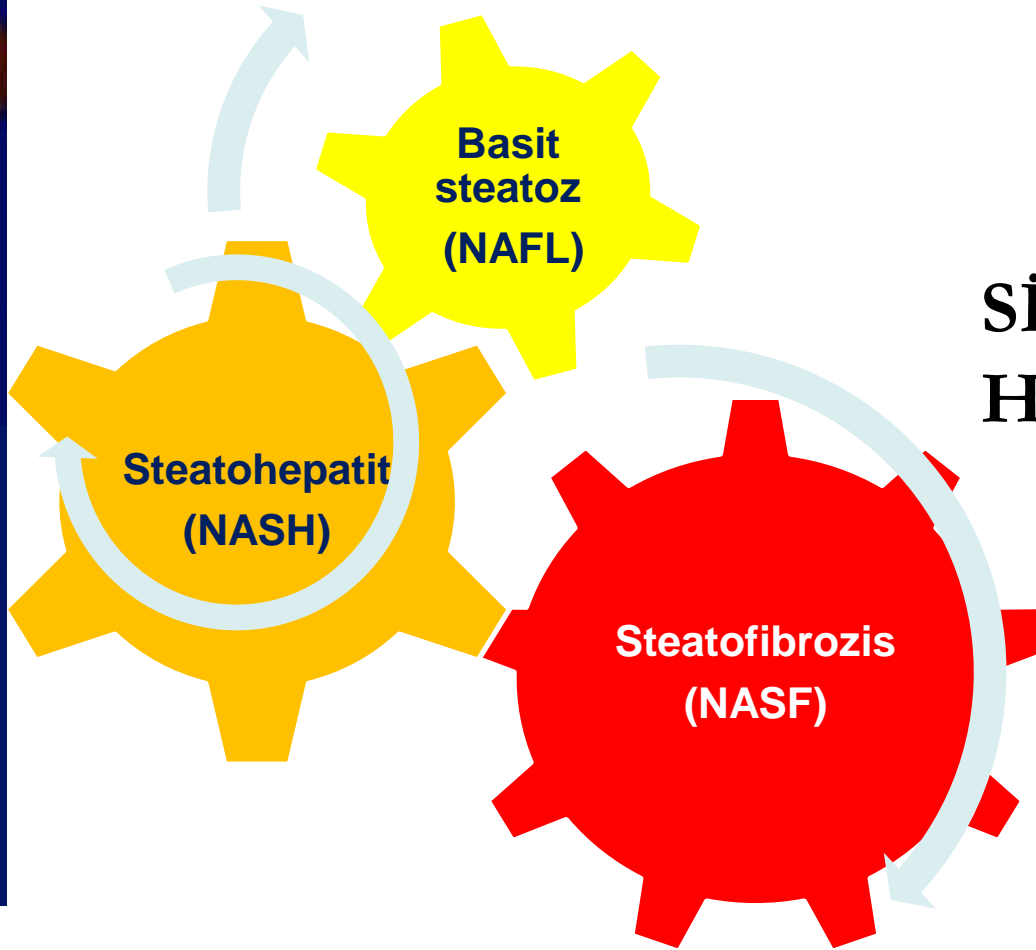 Basit
steatoz
(NAFL)
Steatohepatit
(NASH)
Steatofibrozis
(NASF)